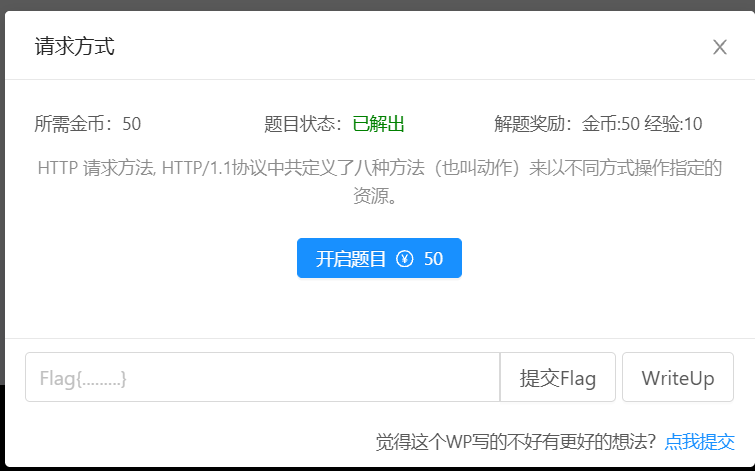 请求方式
所需金币：50 题目状态：已解出 解题奖励：金币:50 经验:10
HTTP 请求方法, HTTP/1.1协议中共定义了八种方法（也叫动作）来以不同方式操作指定的
资源。
开启题目 ¥ 50
Flag{.........} 提交Flag WriteUp
觉得这个WP写的不好有更好的想法？点我提交